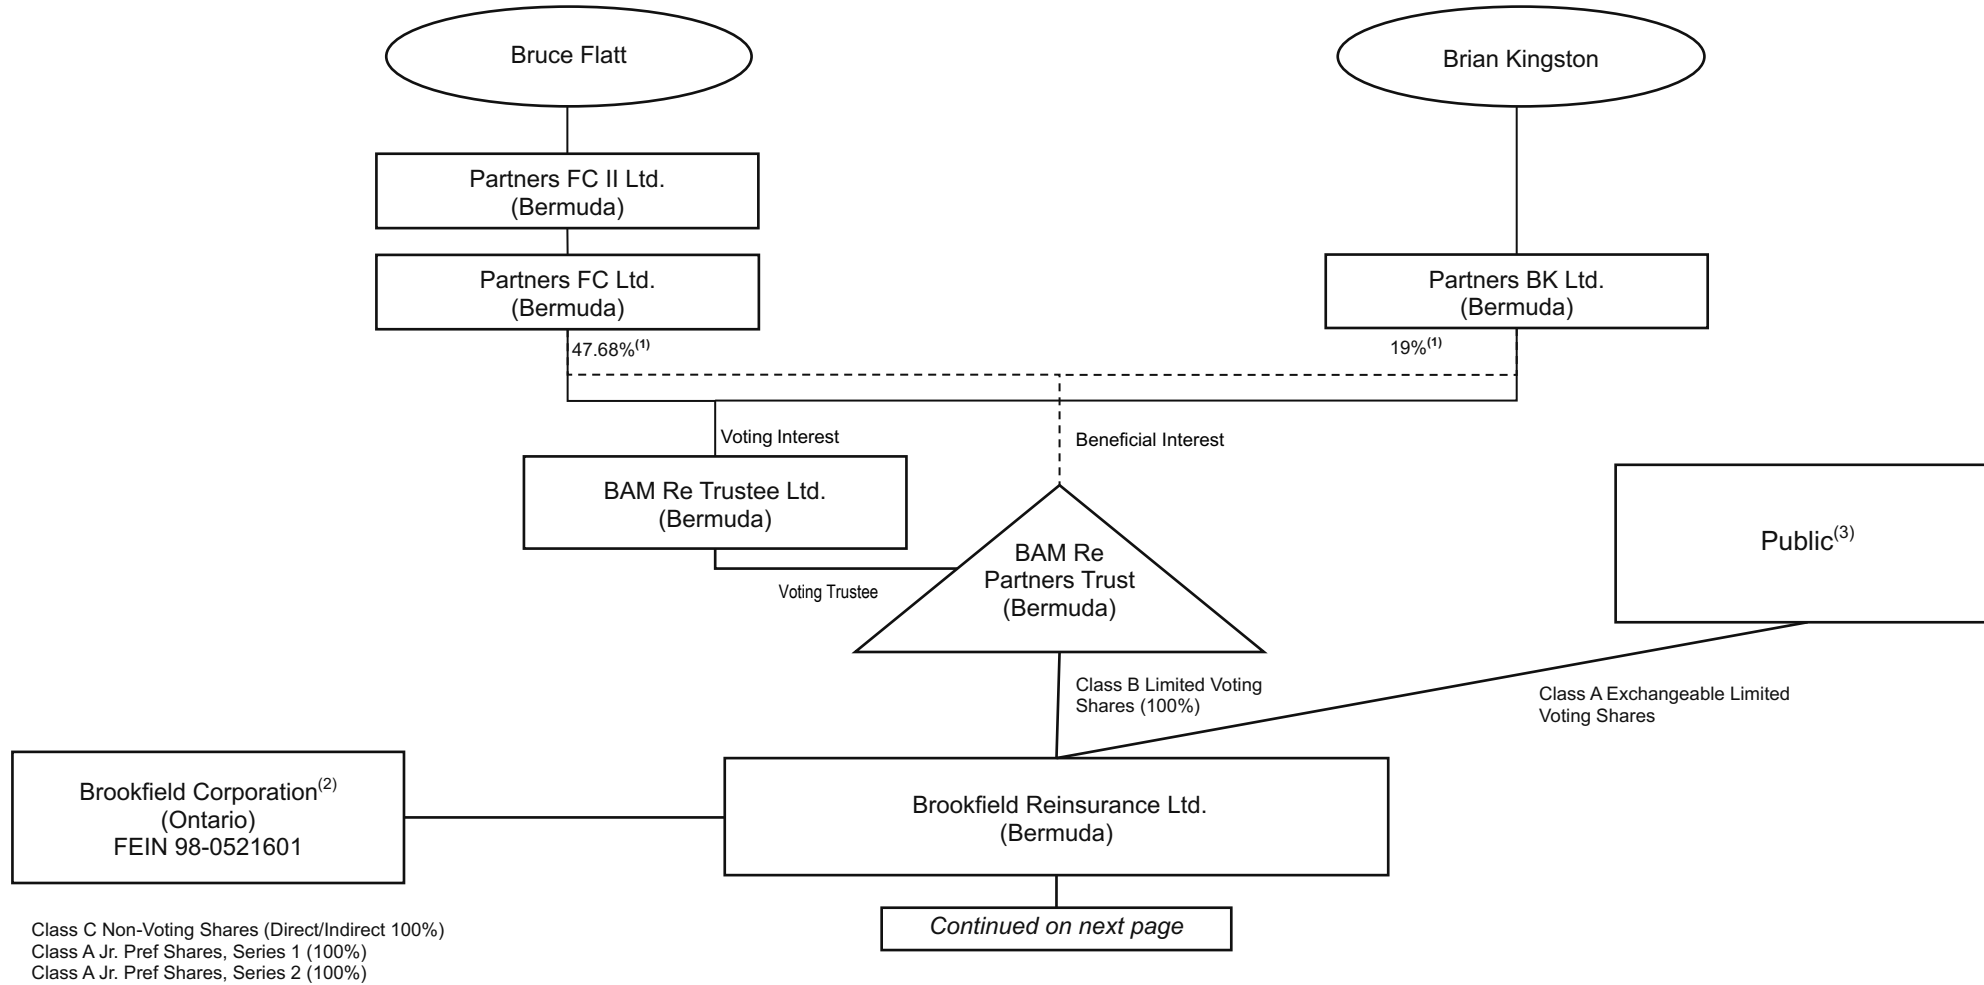 Bruce Flatt
Brian Kingston
Partners FC II Ltd.
(Bermuda)
Partners FC Ltd.
(Bermuda)
Partners BK Ltd.
(Bermuda)
47.68%(1)
19%(1)
Voting Interest
Beneficial Interest
BAM Re Trustee Ltd.
(Bermuda)
Public(3)
BAM Re
Partners Trust
(Bermuda)
Voting Trustee
Class B Limited Voting
Shares (100%)
Class A Exchangeable Limited
Voting Shares
Brookfield Corporation(2)
(Ontario)
FEIN 98-0521601
Brookfield Reinsurance Ltd.
(Bermuda)
Continued on next page
Class C Non-Voting Shares (Direct/Indirect 100%)
Class A Jr. Pref Shares, Series 1 (100%)
Class A Jr. Pref Shares, Series 2 (100%)